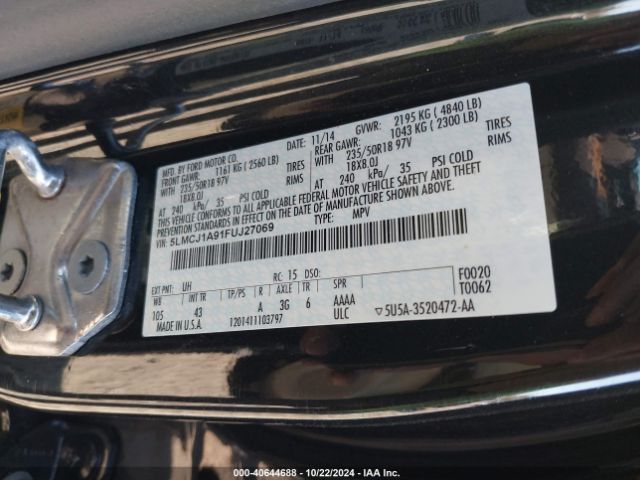 MFD. BY FORD MOTOR CO.
DATE: 11/14 GVWR: 2195 KG ( 4840 LB)
FRONT GAWR: 1161 KG ( 2560 LB)
REAR GAWR: 1043 KG ( 2300 LB)
WITH 235/50R18 97V TIRES
WITH 235/50R18 97V TIRES
18X8.0J RIMS
18X8.0J RIMS
AT 240 kPa/ 35 PSI COLD
AT 240 kPa/ 35 PSI COLD
THIS VEHICLE CONFORMS TO ALL APPLICABLE FEDERAL MOTOR VEHICLE SAFETY AND THEFT
PREVENTION STANDARDS IN EFFECT ON THE DATE OF MANUFACTURE SHOWN ABOVE.
VIN: 5LMCJ1A91FUJ27069
TYPE: MPV
EXT PNT: UH RC: 15 DSO: F0020
WB INT TR TP/PS R AXLE TR SPR T0062
105 43 A 3G 6 AAAA
MADE IN U.S.A. 1201411103797 ULC ▽5U5A-3520472-AA
000-40644688 - 10/22/2024 - IAA Inc.